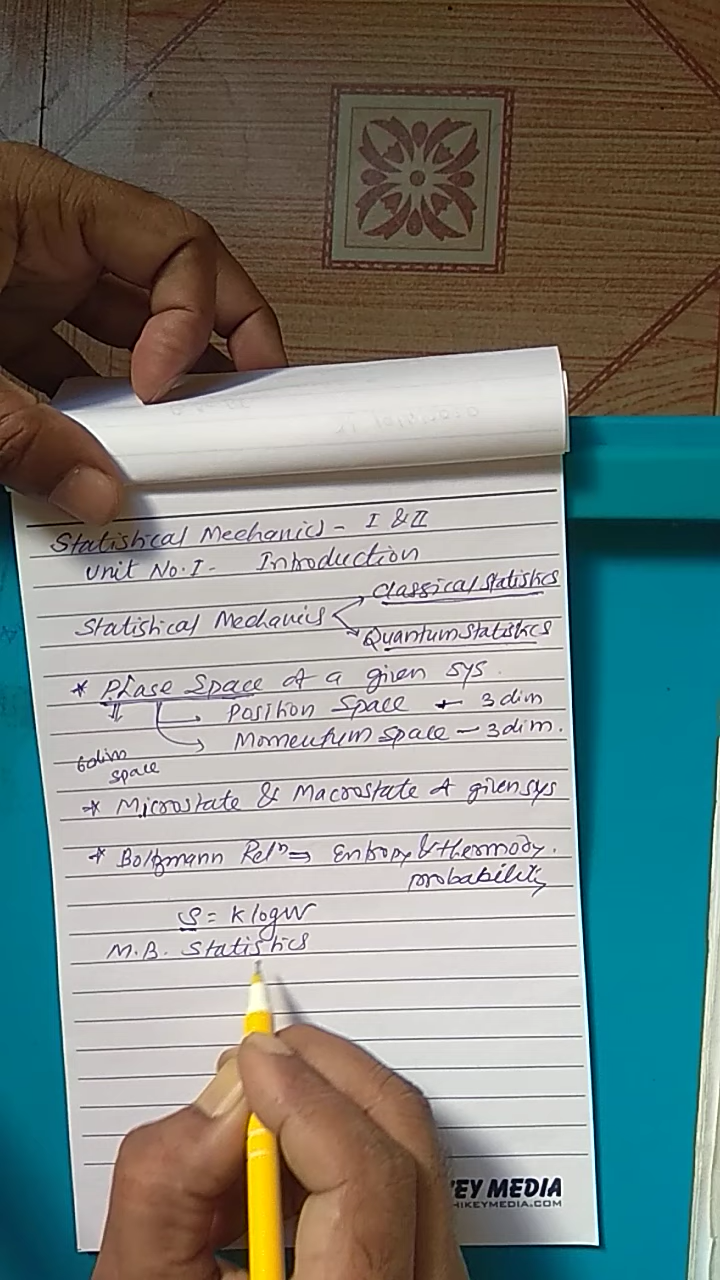 Statistical Mechanics - I & II
Unit No. I - Introduction
Classical Statistics
Statistical Mechanics
Quantum Statistics
* Phase Space of a given sys.
Position Space - 3 dim
6 dim space
Momentum space - 3 dim.
* Microstate & Macrostate of given sys
* Boltzmann Relⁿ ⇒ Entropy & thermody.
probability
S = K log W
M.B. Statistics
EY MEDIA
HIKEYMEDIA.COM